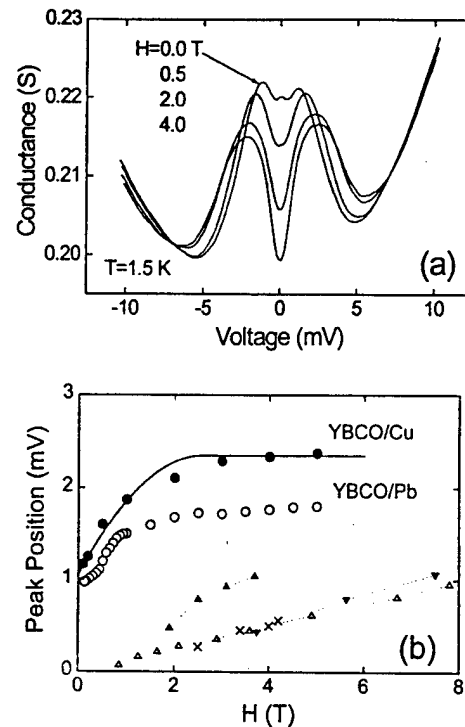 H=0.0 T
0.5
2.0
4.0
T=1.5 K
(a)
0.23
0.22
0.21
0.20
Conductance (S)
-10 -5 0 5 10
Voltage (mV)
3
2
1
0
Peak Position (mV)
YBCO/Cu
YBCO/Pb
(b)
0 2 4 6 8
H (T)